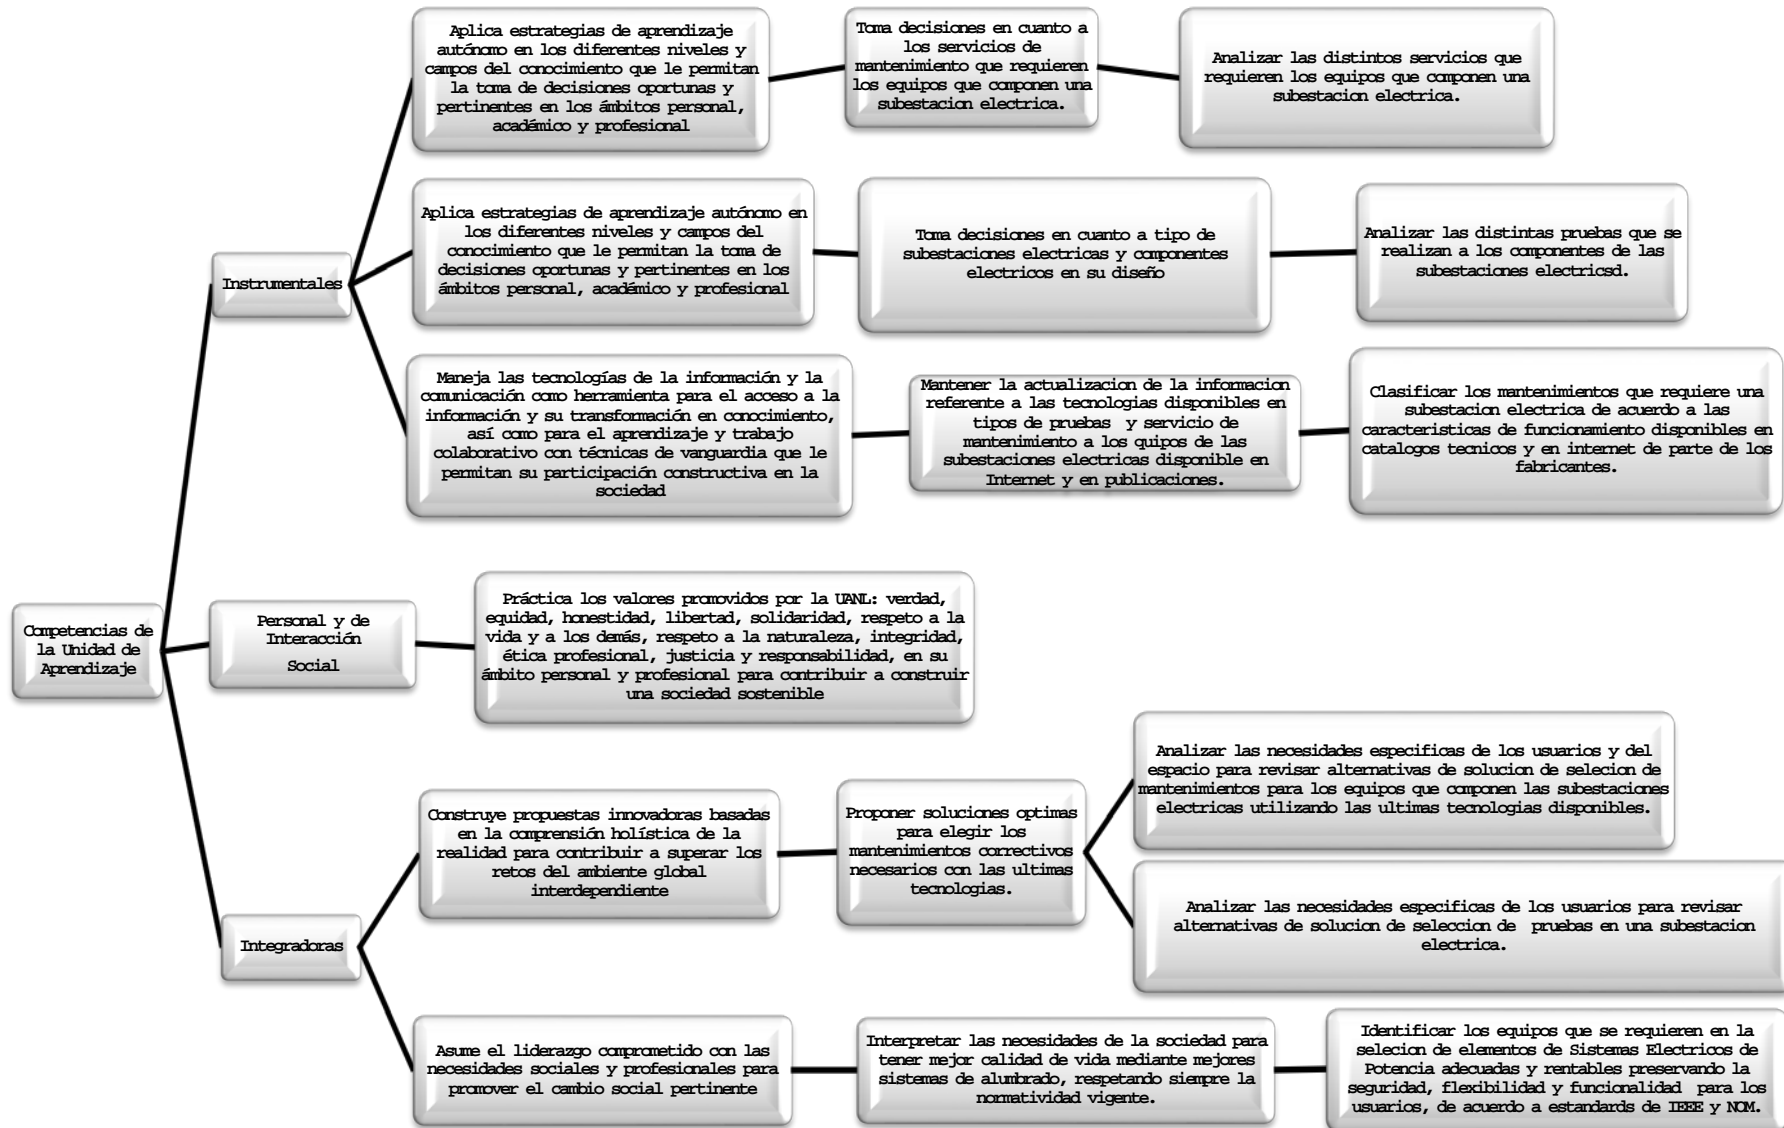 Competencias de
la Unidad de
Aprendizaje
Instrumentales
Aplica estrategias de aprendizaje
autónomo en los diferentes niveles y
campos del conocimiento que le permitan
la toma de decisiones oportunas y
pertinentes en los ámbitos personal,
académico y profesional
Toma decisiones en cuanto a
los servicios de
mantenimiento que requieren
los equipos que componen una
subestacion electrica.
Analizar las distintos servicios que
requieren los equipos que componen una
subestacion electrica.
Aplica estrategias de aprendizaje autónomo en
los diferentes niveles y campos del
conocimiento que le permitan la toma de
decisiones oportunas y pertinentes en los
ámbitos personal, académico y profesional
Toma decisiones en cuanto a tipo de
subestaciones electricas y componentes
electricos en su diseño
Analizar las distintas pruebas que se
realizan a los componentes de las
subestaciones electricsd.
Maneja las tecnologías de la información y la
comunicación como herramienta para el acceso a la
información y su transformación en conocimiento,
así como para el aprendizaje y trabajo
colaborativo con técnicas de vanguardia que le
permitan su participación constructiva en la
sociedad
Mantener la actualizacion de la informacion
referente a las tecnologias disponibles en
tipos de pruebas y servicio de
mantenimiento a los quipos de las
subestaciones electricas disponible en
Internet y en publicaciones.
Clasificar los mantenimientos que requiere una
subestacion electrica de acuerdo a las
caracteristicas de funcionamiento disponibles en
catalogos tecnicos y en internet de parte de los
fabricantes.
Personal y de
Interacción
Social
Práctica los valores promovidos por la UANL: verdad,
equidad, honestidad, libertad, solidaridad, respeto a la
vida y a los demás, respeto a la naturaleza, integridad,
ética profesional, justicia y responsabilidad, en su
ámbito personal y profesional para contribuir a construir
una sociedad sostenible
Integradoras
Construye propuestas innovadoras basadas
en la comprensión holística de la
realidad para contribuir a superar los
retos del ambiente global
interdependiente
Proponer soluciones optimas
para elegir los
mantenimientos correctivos
necesarios con las ultimas
tecnologias.
Analizar las necesidades especificas de los usuarios y del
espacio para revisar alternativas de solucion de selecion de
mantenimientos para los equipos que componen las subestaciones
electricas utilizando las ultimas tecnologias disponibles.
Analizar las necesidades especificas de los usuarios para revisar
alternativas de solucion de seleccion de pruebas en una subestacion
electrica.
Asume el liderazgo comprometido con las
necesidades sociales y profesionales para
promover el cambio social pertinente
Interpretar las necesidades de la sociedad para
tener mejor calidad de vida mediante mejores
sistemas de alumbrado, respetando siempre la
normatividad vigente.
Identificar los equipos que se requieren en la
selecion de elementos de Sistemas Electricos de
Potencia adecuadas y rentables preservando la
seguridad, flexibilidad y funcionalidad para los
usuarios, de acuerdo a estandards de IEEE y NOM.